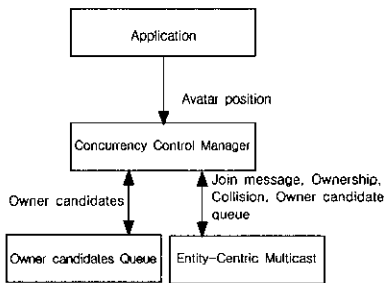 Application
Avatar position
Concurrency Control Manager
Owner candidates
Join message, Ownership,
Collision, Owner candidate
queue
Owner candidates Queue
Entity-Centric Multicast